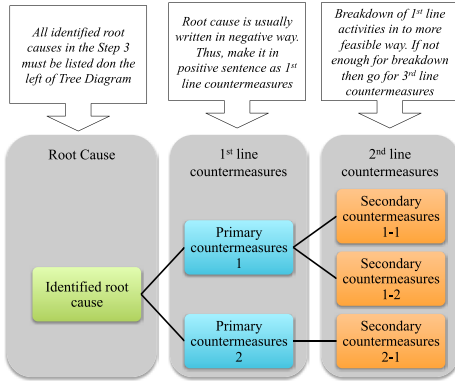 All identified root
causes in the Step 3
must be listed don the
left of Tree Diagram
Root cause is usually
written in negative way.
Thus, make it in
positive sentence as 1st
line countermeasures
Breakdown of 1st line
activities in to more
feasible way. If not
enough for breakdown
then go for 3rd line
countermeasures
Root Cause
1st line
countermeasures
2nd line
countermeasures
Identified root
cause
Primary
countermeasures
1
Primary
countermeasures
2
Secondary
countermeasures
1-1
Secondary
countermeasures
1-2
Secondary
countermeasures
2-1